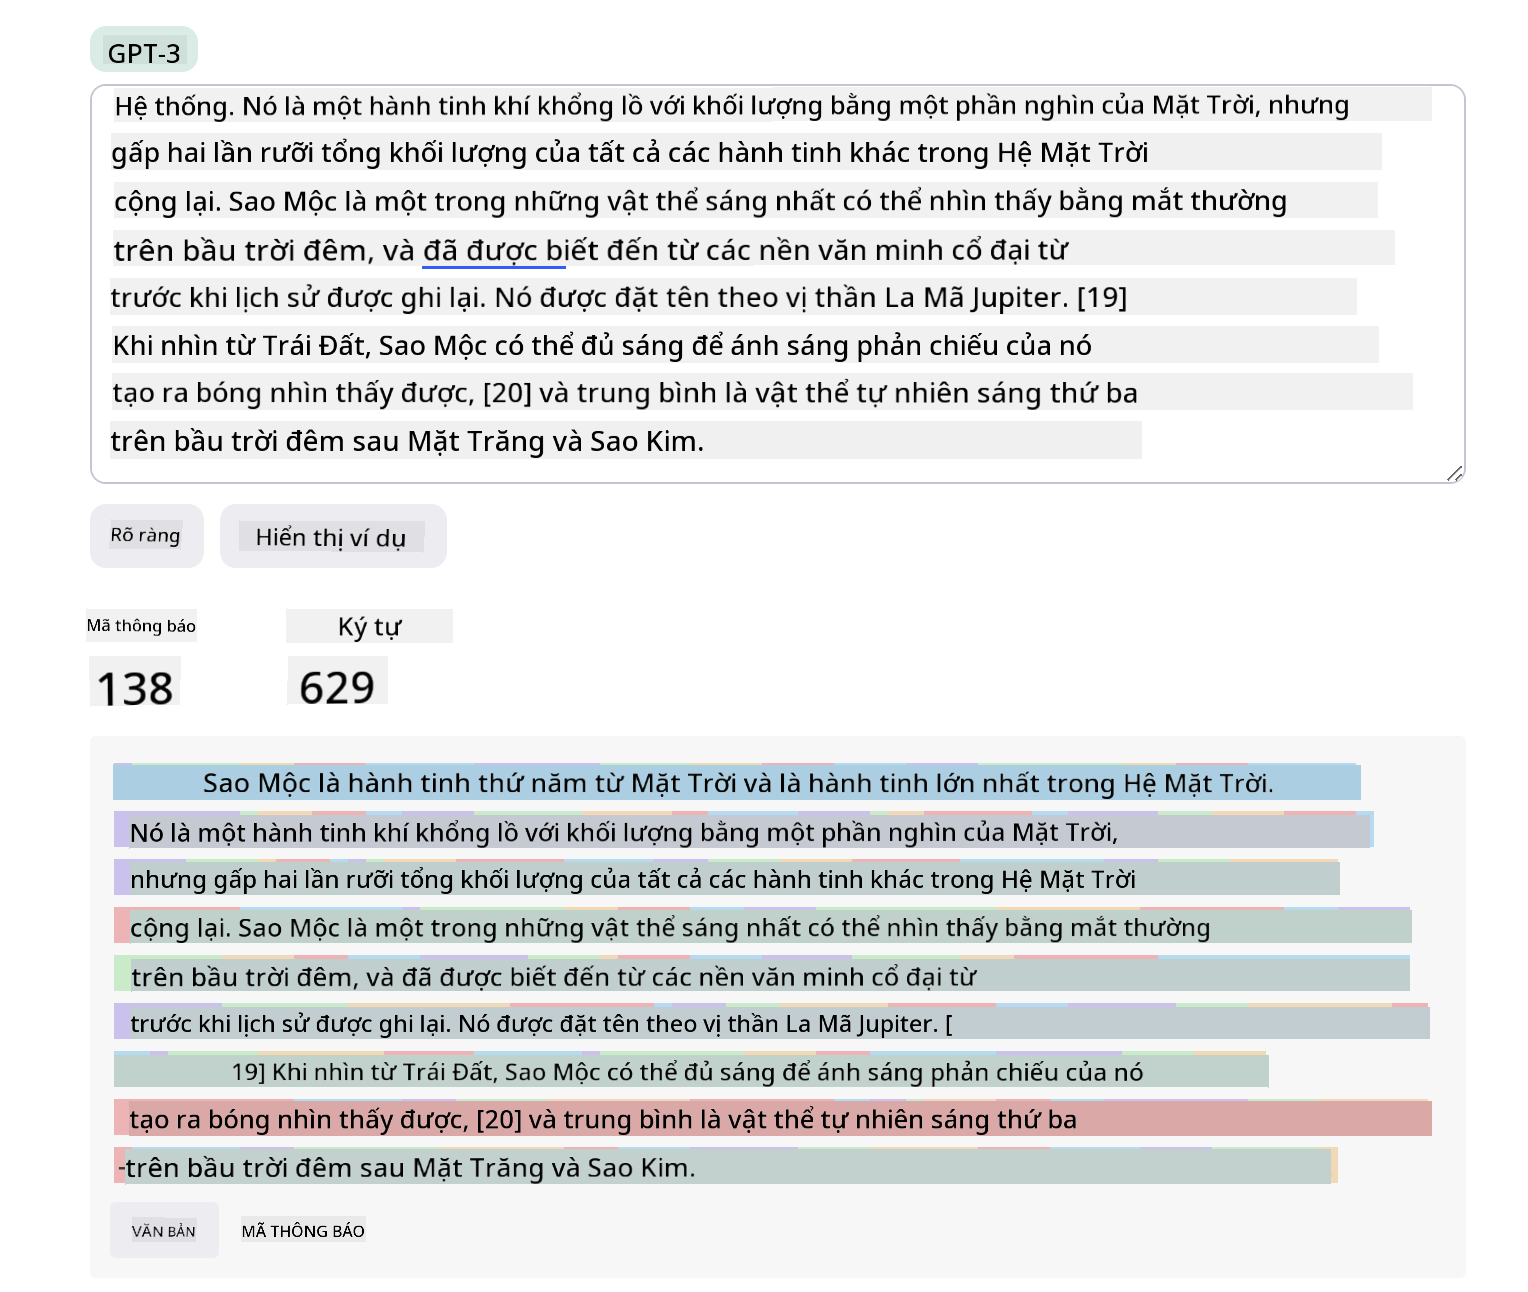 GPT-3
Hệ thống. Nó là một hành tinh khí khổng lồ với khối lượng bằng một phần nghìn của Mặt Trời, nhưng
gấp hai lần rưỡi tổng khối lượng của tất cả các hành tinh khác trong Hệ Mặt Trời
cộng lại. Sao Mộc là một trong những vật thể sáng nhất có thể nhìn thấy bằng mắt thường
trên bầu trời đêm, và đã được biết đến từ các nền văn minh cổ đại từ
trước khi lịch sử được ghi lại. Nó được đặt tên theo vị thần La Mã Jupiter. [19]
Khi nhìn từ Trái Đất, Sao Mộc có thể đủ sáng để ánh sáng phản chiếu của nó
tạo ra bóng nhìn thấy được, [20] và trung bình là vật thể tự nhiên sáng thứ ba
trên bầu trời đêm sau Mặt Trăng và Sao Kim.
Rõ ràng Hiển thị ví dụ
Mã thông báo Ký tự
138 629
Sao Mộc là hành tinh thứ năm từ Mặt Trời và là hành tinh lớn nhất trong Hệ Mặt Trời.
Nó là một hành tinh khí khổng lồ với khối lượng bằng một phần nghìn của Mặt Trời,
nhưng gấp hai lần rưỡi tổng khối lượng của tất cả các hành tinh khác trong Hệ Mặt Trời
cộng lại. Sao Mộc là một trong những vật thể sáng nhất có thể nhìn thấy bằng mắt thường
trên bầu trời đêm, và đã được biết đến từ các nền văn minh cổ đại từ
trước khi lịch sử được ghi lại. Nó được đặt tên theo vị thần La Mã Jupiter. [
19] Khi nhìn từ Trái Đất, Sao Mộc có thể đủ sáng để ánh sáng phản chiếu của nó
tạo ra bóng nhìn thấy được, [20] và trung bình là vật thể tự nhiên sáng thứ ba
-trên bầu trời đêm sau Mặt Trăng và Sao Kim.
VĂN BẢN MÃ THÔNG BÁO